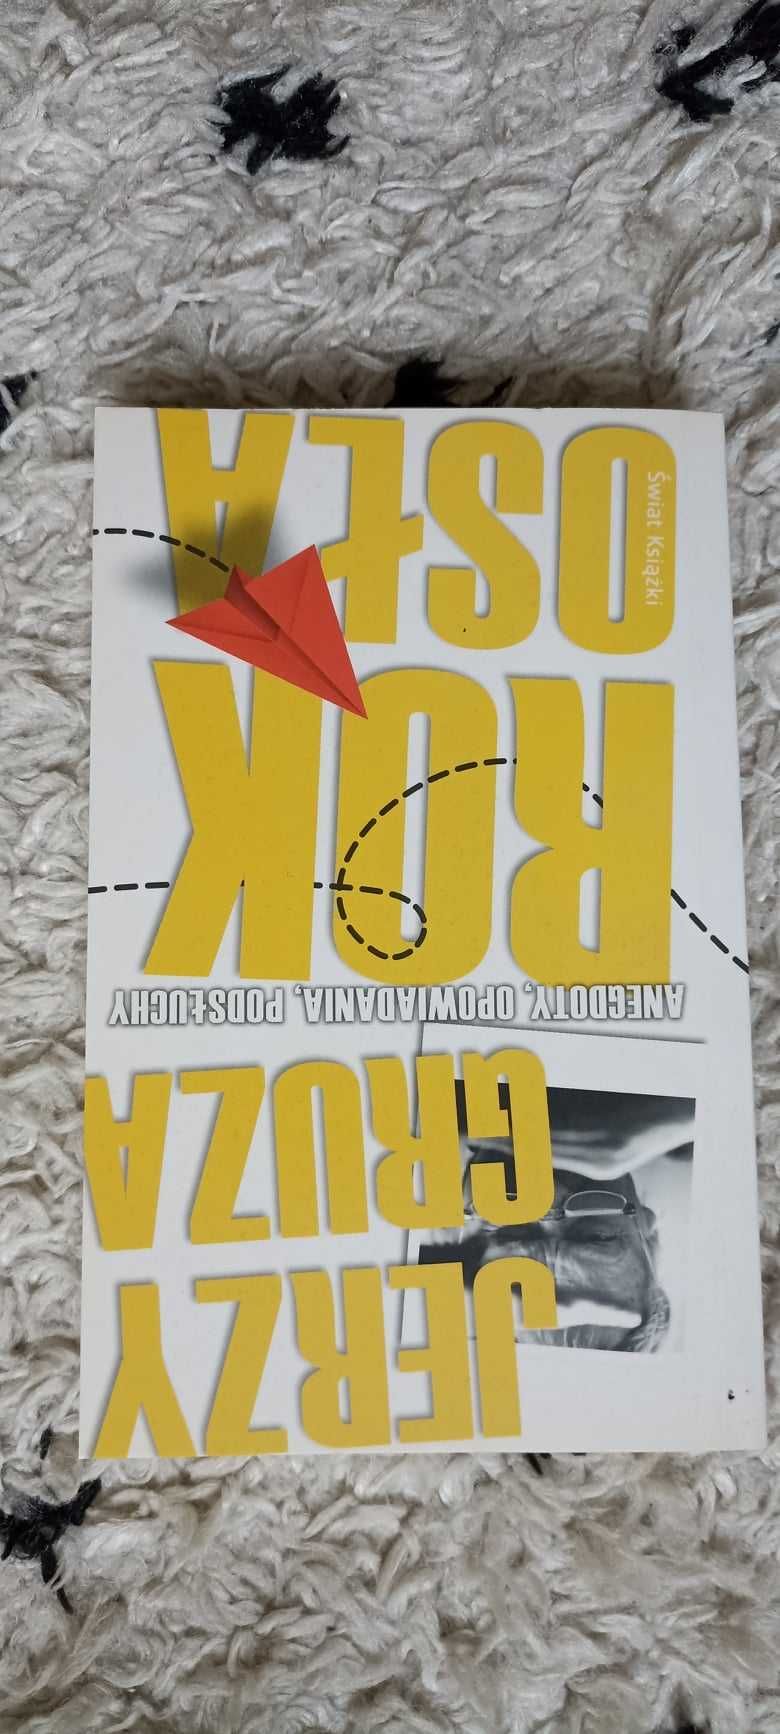 JERZY
GRUZA
ANEGDOTY, OPOWIADANIA, PODSŁUCHY
ROK
OSŁA
Świat Książki